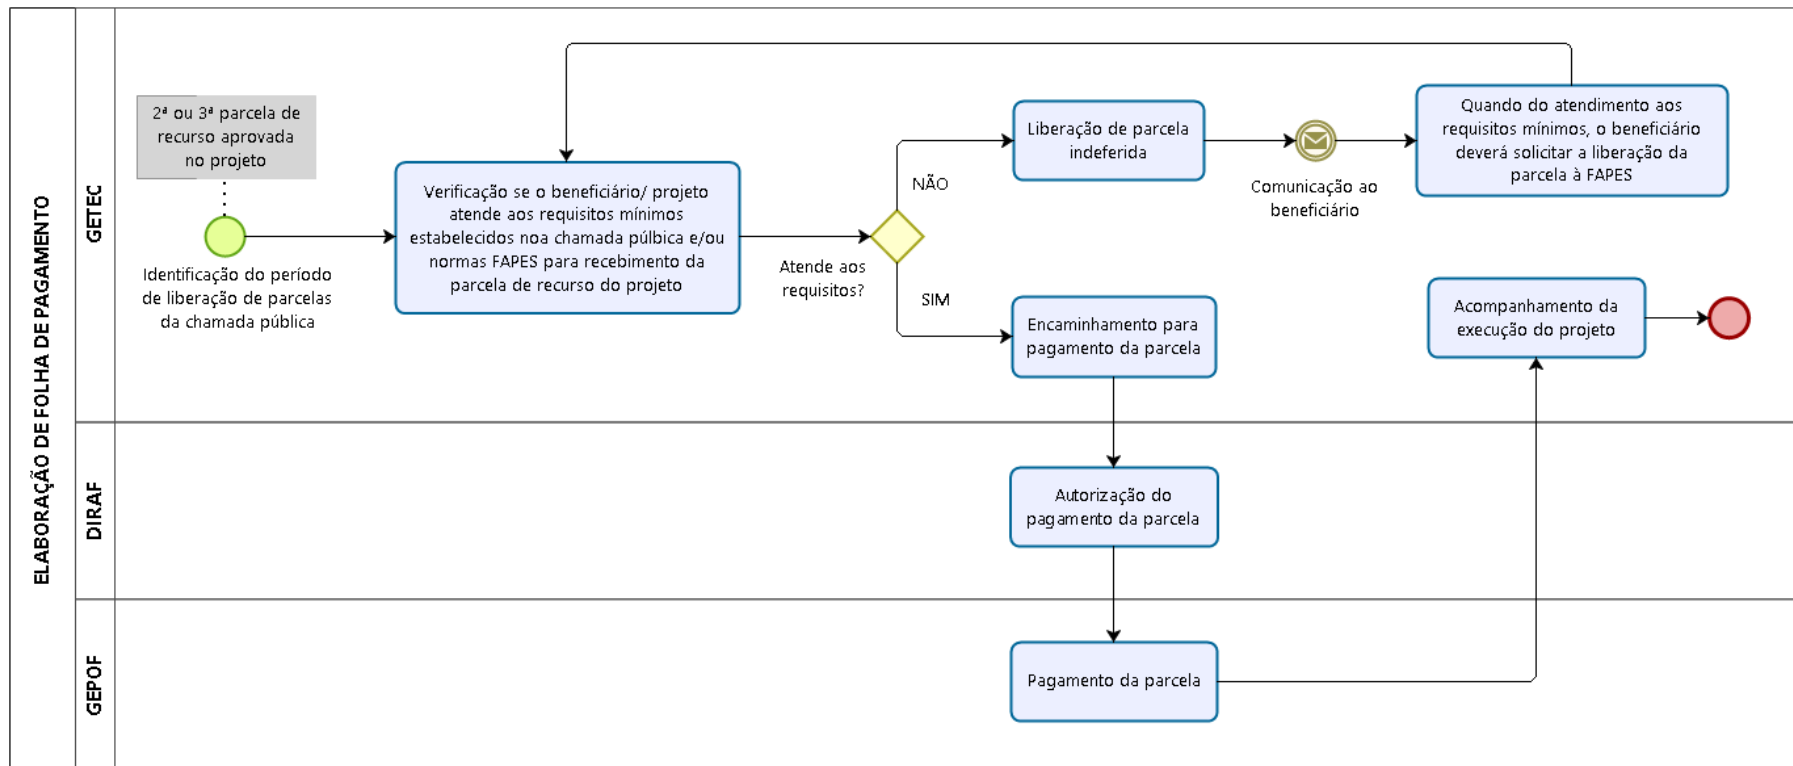 ELABORAÇÃO DE FOLHA DE PAGAMENTO
GETEC
2ª ou 3ª parcela de
recurso aprovada
no projeto
Identificação do período
de liberação de parcelas
da chamada pública
Verificação se o beneficiário/ projeto
atende aos requisitos mínimos
estabelecidos noa chamada púlbica e/ou
normas FAPES para recebimento da
parcela de recurso do projeto
Atende aos
requisitos?
NÃO
Liberação de parcela
indeferida
Comunicação ao
beneficiário
Quando do atendimento aos
requisitos mínimos, o beneficiário
deverá solicitar a liberação da
parcela à FAPES
SIM
Encaminhamento para
pagamento da parcela
Acompanhamento da
execução do projeto
DIRAF
Autorização do
pagamento da parcela
GEPOF
Pagamento da parcela